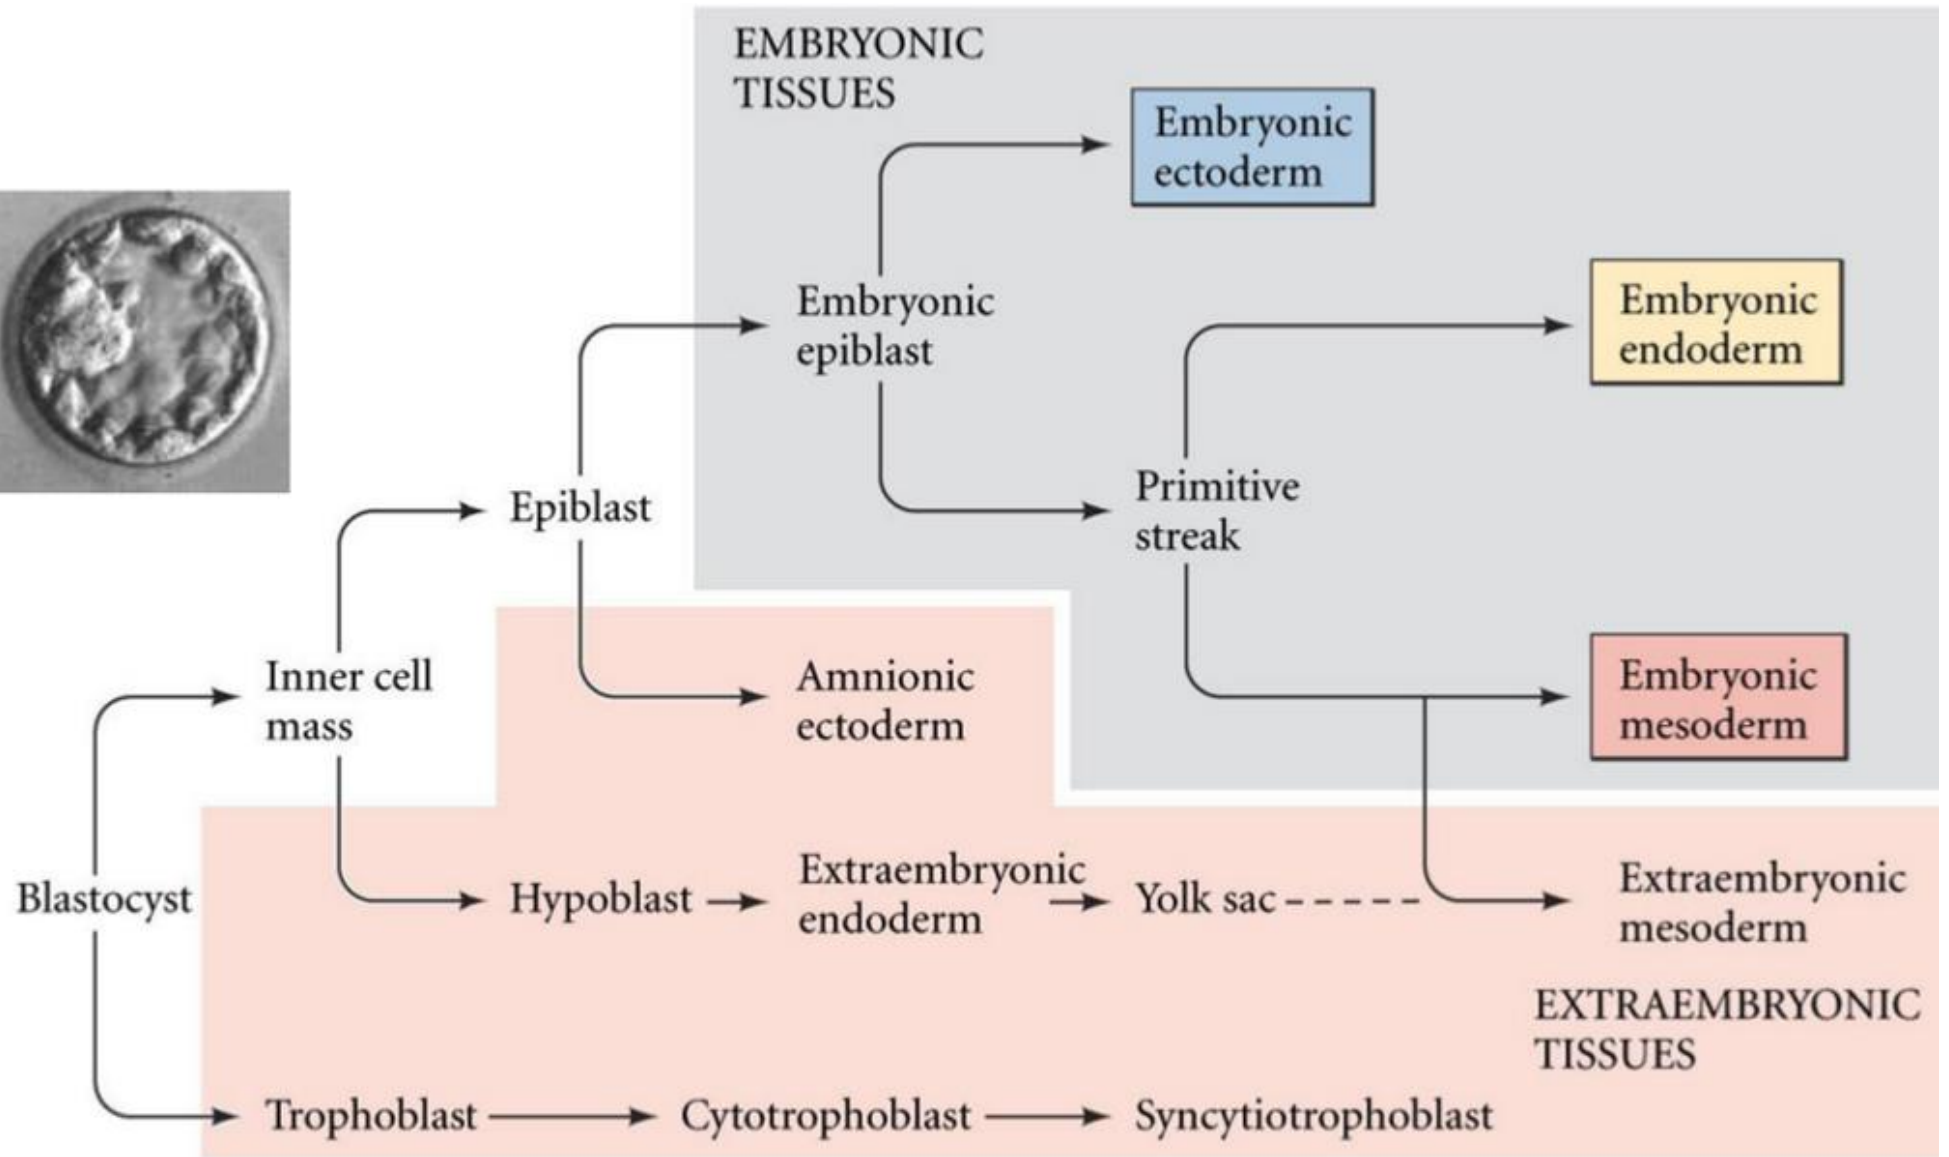 EMBRYONIC
TISSUES
Embryonic
ectoderm
Embryonic
epiblast
Embryonic
endoderm
Epiblast
Primitive
streak
Inner cell
mass
Amnionic
ectoderm
Embryonic
mesoderm
Blastocyst
Hypoblast
Extraembryonic
endoderm
Yolk sac
Extraembryonic
mesoderm
EXTRAEMBRYONIC
TISSUES
Trophoblast
Cytotrophoblast
Syncytiotrophoblast